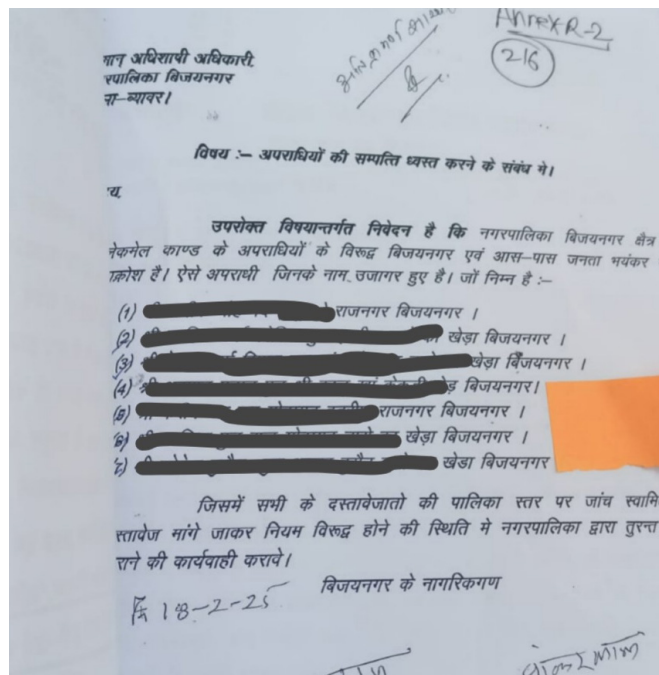 Annex R-2
216
मान् अधिशाषी अधिकारी,
रपालिका बिजयनगर
ना-ब्यावर।
विषय :- अपराधियों की सम्पत्ति ध्वस्त करने के संबंध मे।
य,
उपरोक्त विषयान्तर्गत निवेदन है कि नगरपालिका बिजयनगर क्षैत्र
लेकमेल काण्ड के अपराधियों के विरूद्ध बिजयनगर एवं आस-पास जनता भयंकर
क्रोश है। ऐसे अपराधी जिनके नाम उजागर हुए है। जों निम्न है :-
(1) राजनगर बिजयनगर ।
(2) खेड़ा बिजयनगर ।
(3) खेड़ा बिजयनगर ।
(4) बिजयनगर।
(5) राजनगर बिजयनगर ।
6) खेड़ा बिजयनगर ।
खेडा बिजयनगर
जिसमें सभी के दस्तावेजातो की पालिका स्तर पर जांच स्वामि
स्तावेज मांगे जाकर नियम विरूद्ध होने की स्थिति मे नगरपालिका द्वारा तुरन्त
राने की कार्यवाही करावे।
बिजयनगर के नागरिकगण
18-2-25